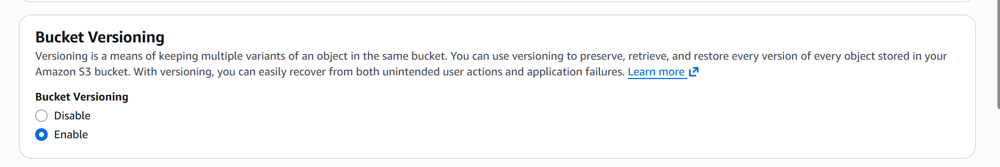 Bucket Versioning
Versioning is a means of keeping multiple variants of an object in the same bucket. You can use versioning to preserve, retrieve, and restore every version of every object stored in your
Amazon S3 bucket. With versioning, you can easily recover from both unintended user actions and application failures. Learn more
Bucket Versioning
Disable
Enable